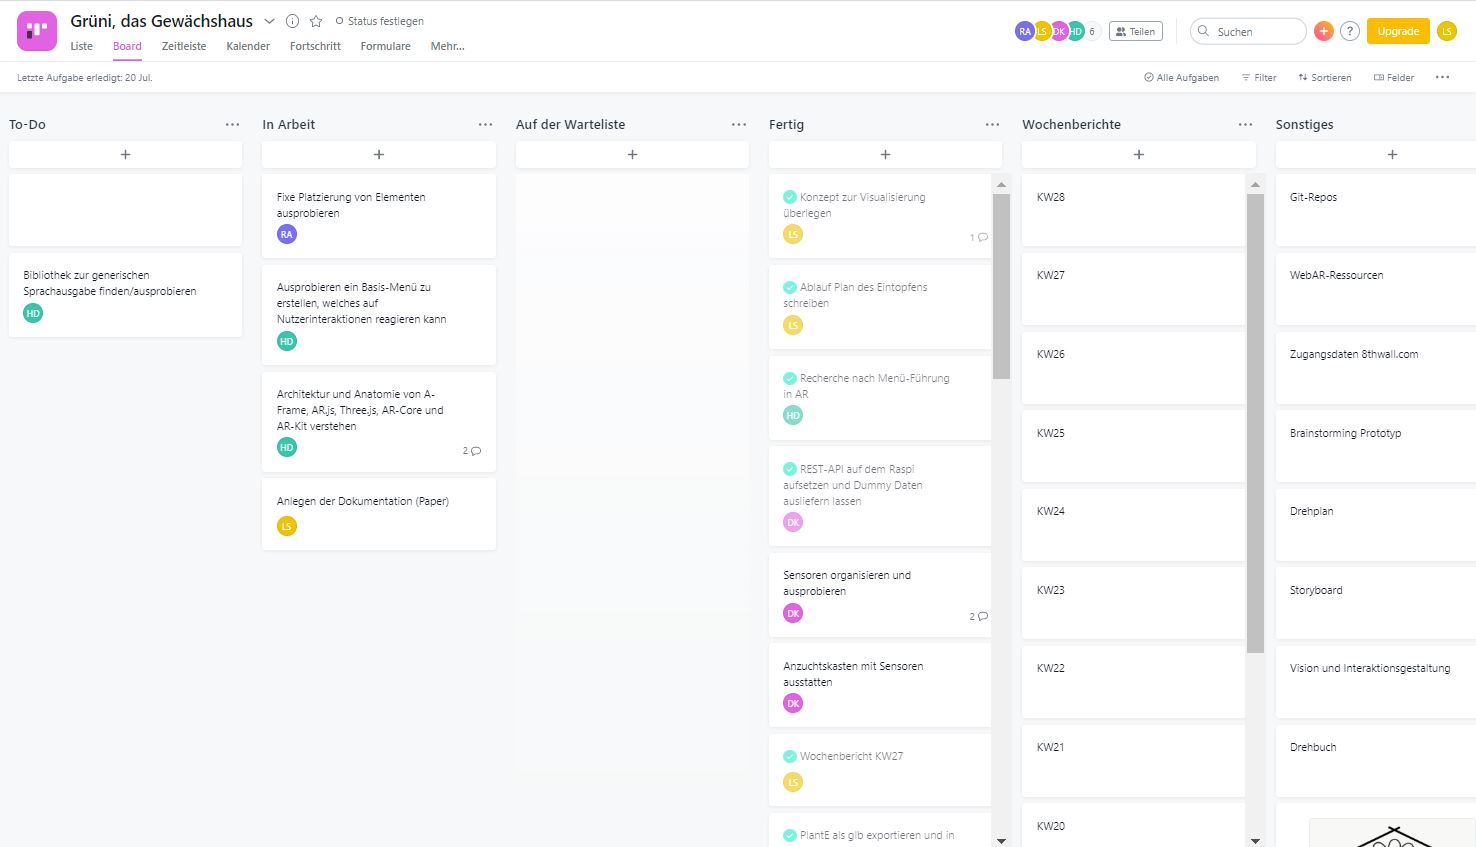 Grüni, das Gewächshaus
Status festlegen
Liste Board Zeitleiste Kalender Fortschritt Formulare Mehr...
RA LS DK HD 6 Teilen
Suchen
? Upgrade LS
Letzte Aufgabe erledigt: 20 Jul.
Alle Aufgaben Filter Sortieren Felder
To-Do
Bibliothek zur generischen
Sprachausgabe finden/ausprobieren
HD
In Arbeit
Fixe Platzierung von Elementen
ausprobieren
RA
Ausprobieren ein Basis-Menü zu
erstellen, welches auf
Nutzerinteraktionen reagieren kann
HD
Architektur und Anatomie von A-
Frame, AR.js, Three.js, AR-Core und
AR-Kit verstehen
HD
2
Anlegen der Dokumentation (Paper)
LS
Auf der Warteliste
Fertig
Konzept zur Visualisierung
überlegen
LS
1
Ablauf Plan des Eintopfens
schreiben
LS
Recherche nach Menü-Führung
in AR
HD
REST-API auf dem Raspi
aufsetzen und Dummy Daten
ausliefern lassen
DK
Sensoren organisieren und
ausprobieren
DK
2
Anzuchtskasten mit Sensoren
ausstatten
DK
Wochenbericht KW27
LS
PlantE als glb exportieren und in
Wochenberichte
KW28
KW27
KW26
KW25
KW24
KW23
KW22
KW21
KW20
Sonstiges
Git-Repos
WebAR-Ressourcen
Zugangsdaten 8thwall.com
Brainstorming Prototyp
Drehplan
Storyboard
Vision und Interaktionsgestaltung
Drehbuch